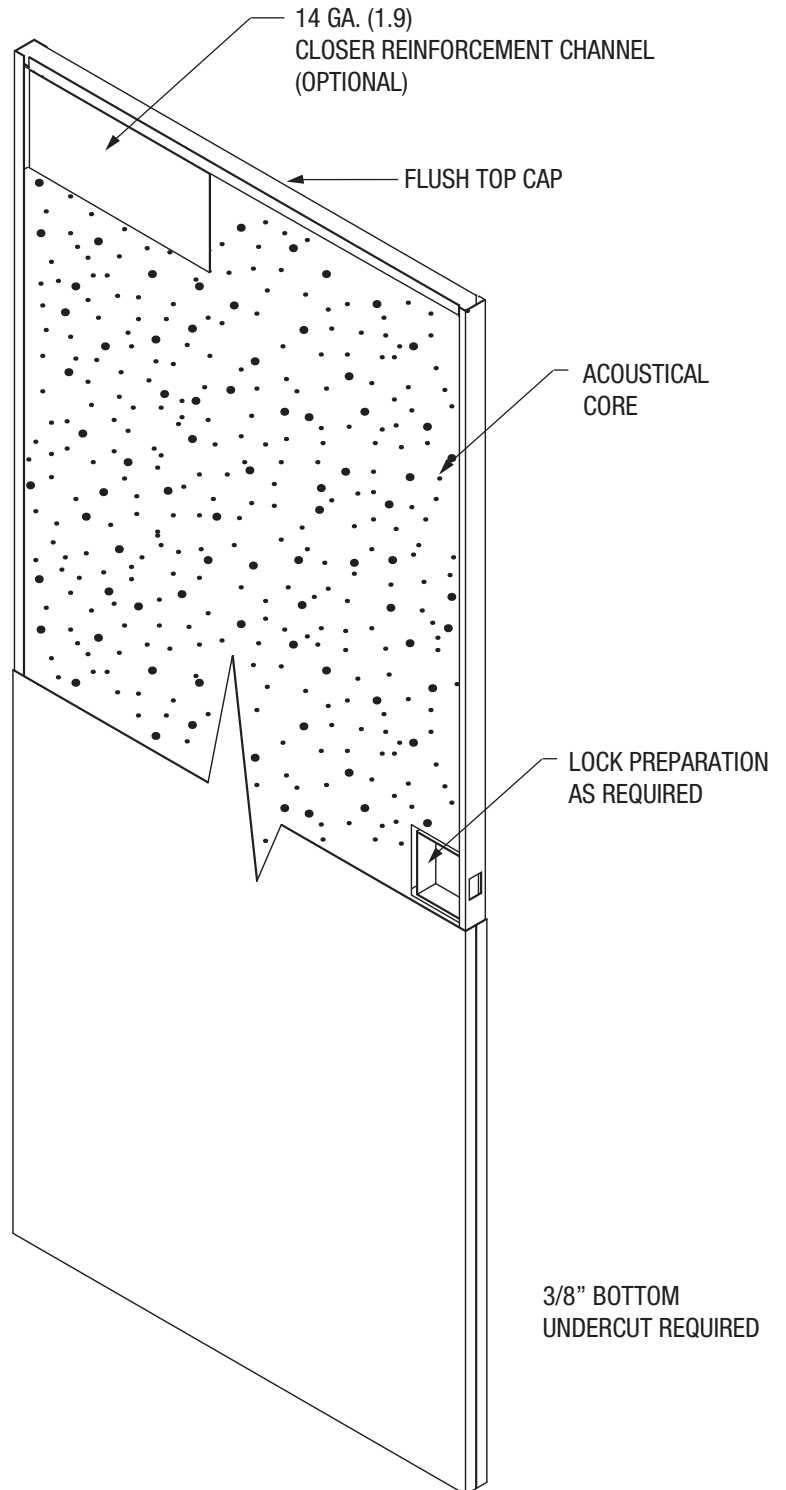 14 GA. (1.9)
CLOSER REINFORCEMENT CHANNEL
(OPTIONAL)
FLUSH TOP CAP
ACOUSTICAL
CORE
LOCK PREPARATION
AS REQUIRED
3/8” BOTTOM
UNDERCUT REQUIRED